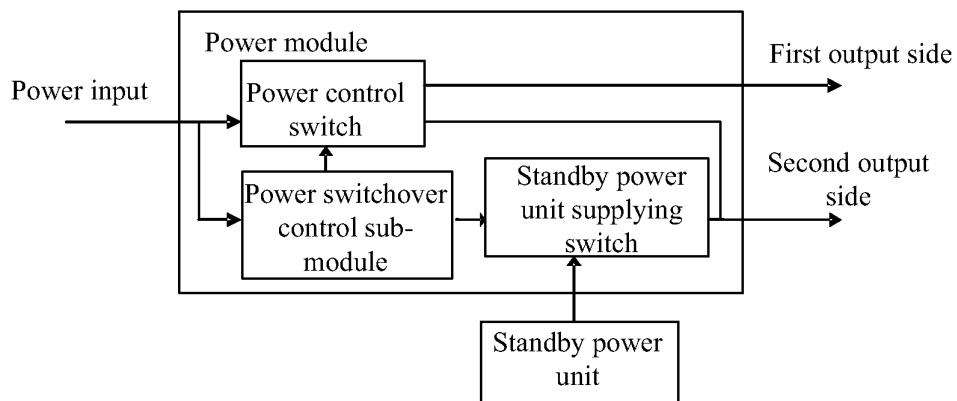 Power module
First output side
Power input
Power control
switch
Second output
side
Power switchover
control sub-
module
Standby power
unit supplying
switch
Standby power
unit